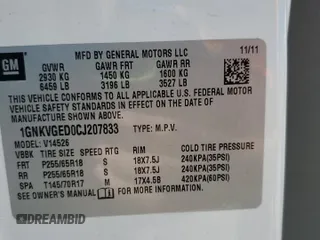 GM
MFD BY GENERAL MOTORS LLC
11/11
GVWR GAWR FRT GAWR RR
2930 KG 1450 KG 1600 KG
6459 LB 3196 LB 3527 LB
THIS VEHICLE CONFORMS TO ALL APPLICABLE U.S. FEDERAL MOTOR
VEHICLE SAFETY STANDARDS IN EFFECT ON THE DATE OF
MANUFACTURE SHOWN ABOVE.
1GNKVGED0CJ207833 TYPE: M.P.V.
MODEL: V14526
VBBK TIRE SIZE SPEED RTG RIM COLD TIRE PRESSURE
FRT P255/65R18 S 18X7.5J 240KPA(35PSI)
RR P255/65R18 S 18X7.5J 240KPA(35PSI)
SPA T145/70R17 M 17X4.5B 420KPA(60PSI)
SEE OWNER'S MANUAL FOR ADDITIONAL INFORMATION.
DREAMBID